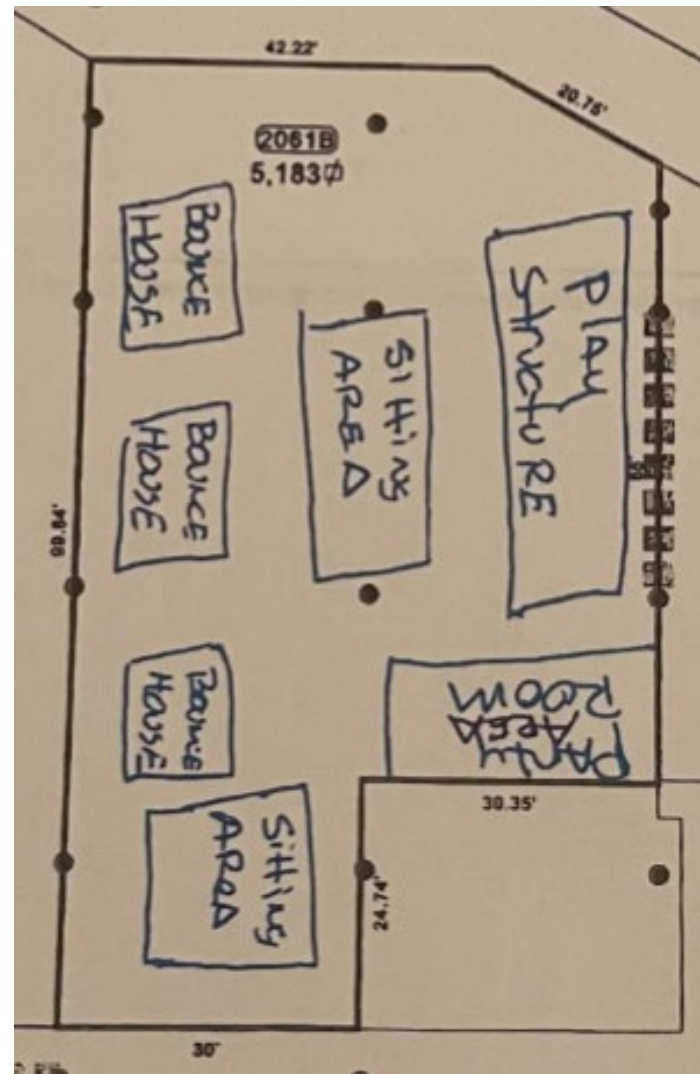 42.22'
20.75'
2061B
5,183⌀
BOUNCE
HOUSE
Play
StructURE
Sitting
AREA
BOUNCE
HOUSE
99.84'
Bounce
HousE
PARTY
AREA
ROOM
30.35'
Sitting
AREA
24.74'
30'